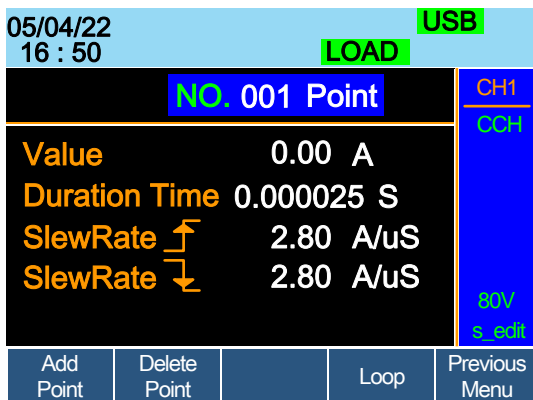 05/04/22
16 : 50
USB
LOAD
NO. 001 Point
CH1
CCH
Value 0.00 A
Duration Time 0.000025 S
SlewRate 2.80 A/uS
SlewRate 2.80 A/uS
80V
s_edit
Add Point
Delete Point
Loop
Previous Menu